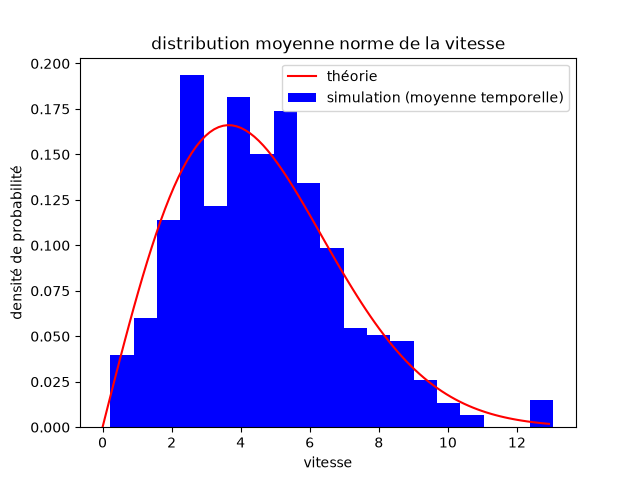 distribution moyenne norme de la vitesse
théorie
simulation (moyenne temporelle)
densité de probabilité
0.200
0.175
0.150
0.125
0.100
0.075
0.050
0.025
0.000
0 2 4 6 8 10 12
vitesse